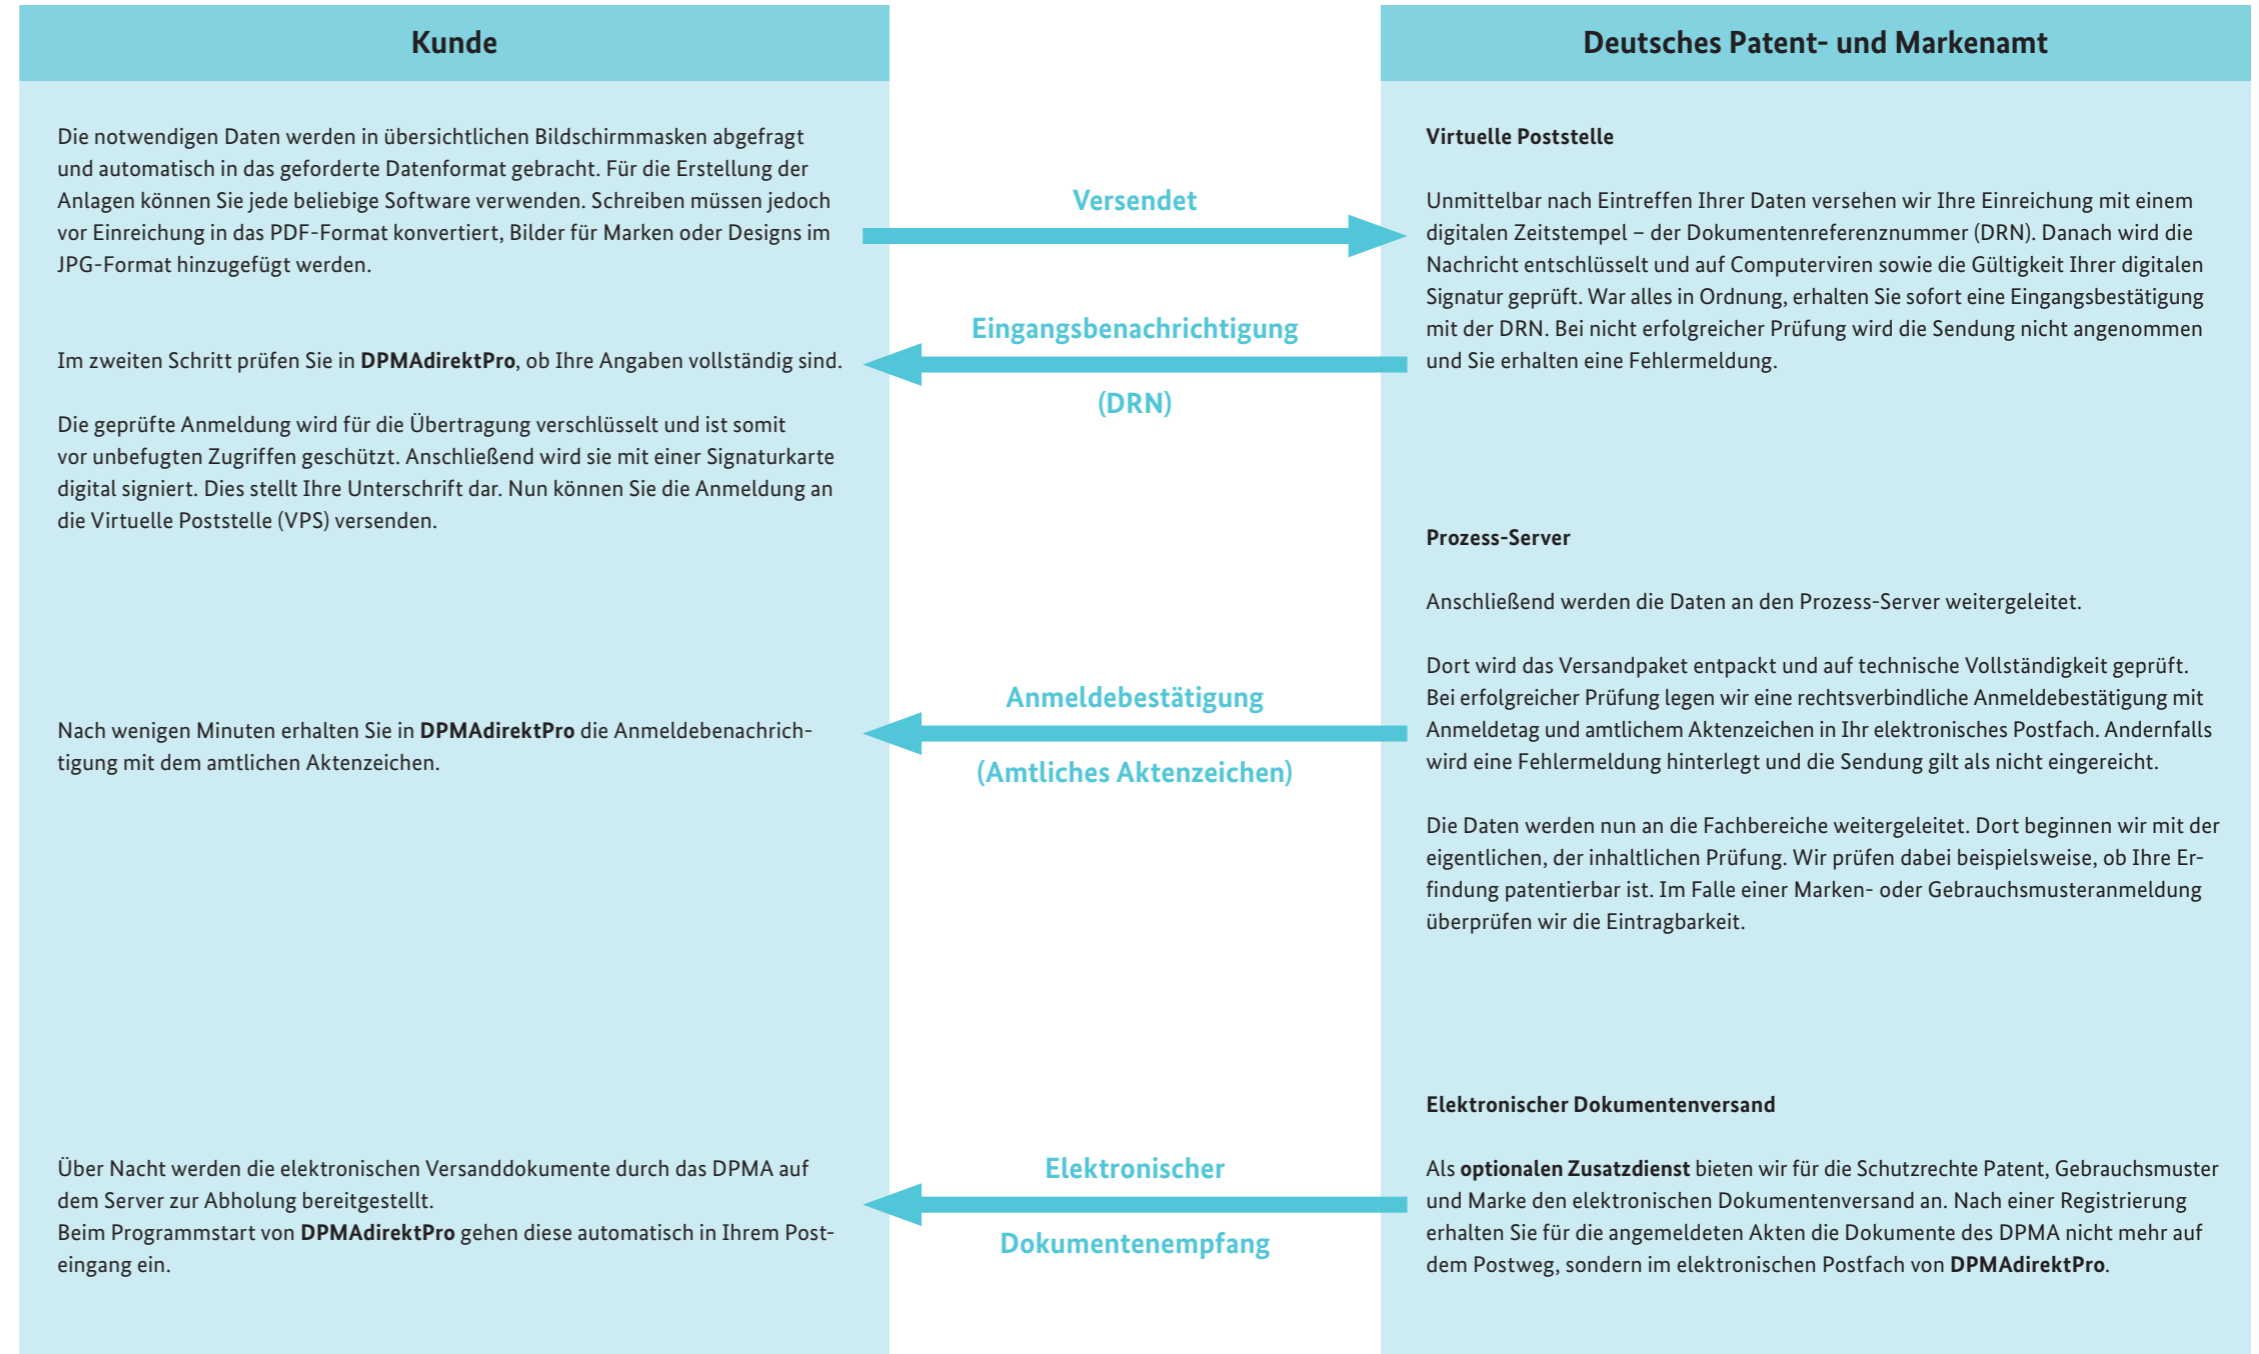 Kunde
Die notwendigen Daten werden in übersichtlichen Bildschirmmasken abgefragt
und automatisch in das geforderte Datenformat gebracht. Für die Erstellung der
Anlagen können Sie jede beliebige Software verwenden. Schreiben müssen jedoch
vor Einreichung in das PDF-Format konvertiert, Bilder für Marken oder Designs im
JPG-Format hinzugefügt werden.
Im zweiten Schritt prüfen Sie in DPMAdirektPro, ob Ihre Angaben vollständig sind.
Die geprüfte Anmeldung wird für die Übertragung verschlüsselt und ist somit
vor unbefugten Zugriffen geschützt. Anschließend wird sie mit einer Signaturkarte
digital signiert. Dies stellt Ihre Unterschrift dar. Nun können Sie die Anmeldung an
die Virtuelle Poststelle (VPS) versenden.
Nach wenigen Minuten erhalten Sie in DPMAdirektPro die Anmeldebenachrich-
tigung mit dem amtlichen Aktenzeichen.
Über Nacht werden die elektronischen Versanddokumente durch das DPMA auf
dem Server zur Abholung bereitgestellt.
Beim Programmstart von DPMAdirektPro gehen diese automatisch in Ihrem Post-
eingang ein.
Versendet
Eingangsbenachrichtigung
(DRN)
Anmeldebestätigung
(Amtliches Aktenzeichen)
Elektronischer
Dokumentenempfang
Deutsches Patent- und Markenamt
Virtuelle Poststelle
Unmittelbar nach Eintreffen Ihrer Daten versehen wir Ihre Einreichung mit einem
digitalen Zeitstempel – der Dokumentenreferenznummer (DRN). Danach wird die
Nachricht entschlüsselt und auf Computerviren sowie die Gültigkeit Ihrer digitalen
Signatur geprüft. War alles in Ordnung, erhalten Sie sofort eine Eingangsbestätigung
mit der DRN. Bei nicht erfolgreicher Prüfung wird die Sendung nicht angenommen
und Sie erhalten eine Fehlermeldung.
Prozess-Server
Anschließend werden die Daten an den Prozess-Server weitergeleitet.
Dort wird das Versandpaket entpackt und auf technische Vollständigkeit geprüft.
Bei erfolgreicher Prüfung legen wir eine rechtsverbindliche Anmeldebestätigung mit
Anmeldetag und amtlichem Aktenzeichen in Ihr elektronisches Postfach. Andernfalls
wird eine Fehlermeldung hinterlegt und die Sendung gilt als nicht eingereicht.
Die Daten werden nun an die Fachbereiche weitergeleitet. Dort beginnen wir mit der
eigentlichen, der inhaltlichen Prüfung. Wir prüfen dabei beispielsweise, ob Ihre Er-
findung patentierbar ist. Im Falle einer Marken- oder Gebrauchsmusteranmeldung
überprüfen wir die Eintragbarkeit.
Elektronischer Dokumentenversand
Als optionalen Zusatzdienst bieten wir für die Schutzrechte Patent, Gebrauchsmuster
und Marke den elektronischen Dokumentenversand an. Nach einer Registrierung
erhalten Sie für die angemeldeten Akten die Dokumente des DPMA nicht mehr auf
dem Postweg, sondern im elektronischen Postfach von DPMAdirektPro.